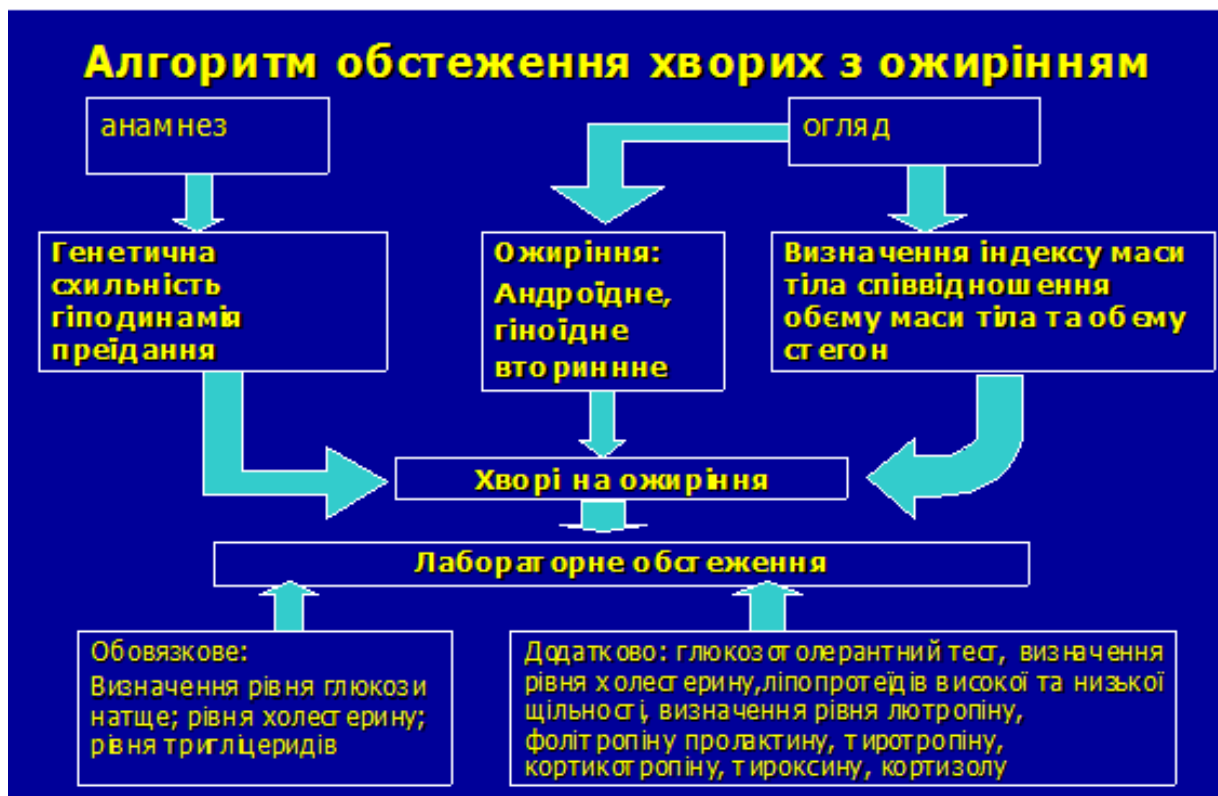 Алгоритм обстеження хворих з ожирінням
анамнез
огляд
Генетична
схильність
гіподинамія
преїдання
Ожиріння:
Андроїдне,
гіноїдне
вториннне
Визначення індексу маси
тіла співвідношення
обєму маси тіла та обєму
стегон
Хворі на ожиріння
Лабораторне обстеження
Обовязкове:
Визначення рівня глюкози
натще; рівня холестерину;
рівня тригліцеридів
Додатково: глюкозотолерантний тест, визначення
рівня холестерину,ліпопротеїдів високої та низької
щільності, визначення рівня лютропіну,
фолітропіну пролактину, тиротропіну,
кортикотропіну, тироксину, кортизолу